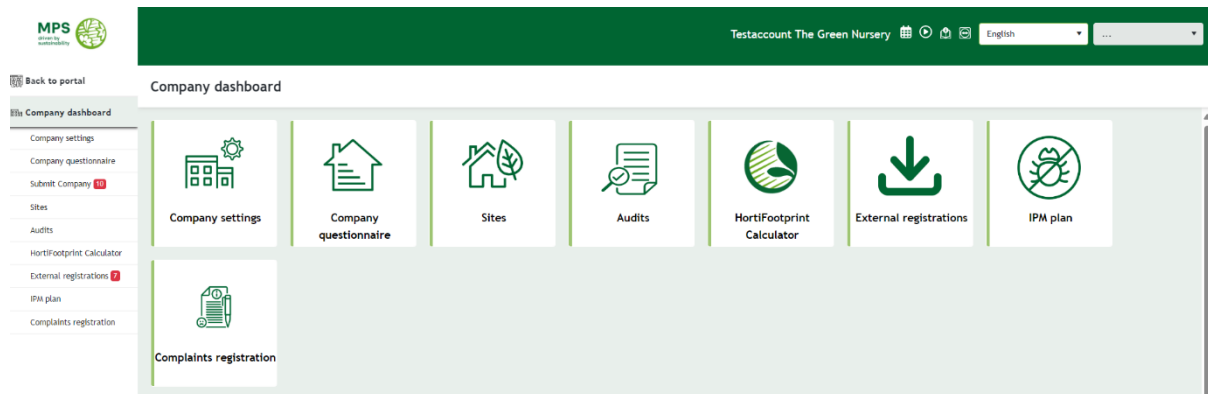 MPS
driven by
sustainability
Testaccount The Green Nursery
English
...
Back to portal
Company dashboard
Company settings
Company questionnaire
Submit Company 10
Sites
Audits
HortiFootprint Calculator
External registrations 7
IPM plan
Complaints registration
Company dashboard
Company settings
Company
questionnaire
Sites
Audits
HortiFootprint
Calculator
External registrations
IPM plan
Complaints registration